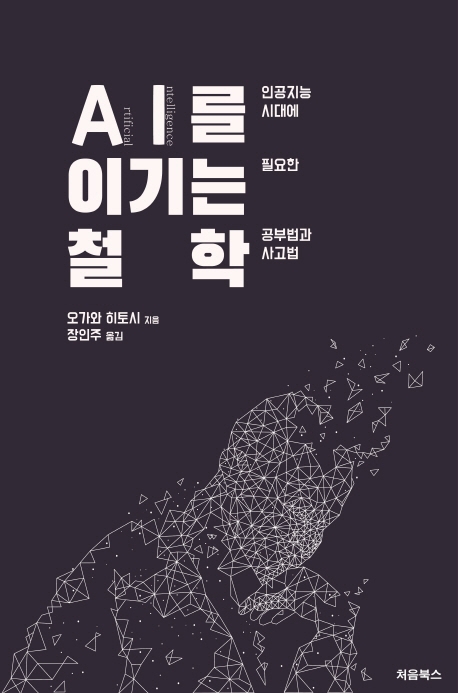 AI를
rtificial
ntelligence
이기는
철 학
인공지능
시대에
필요한
공부법과
사고법
오가와 히토시 지음
장인주 옮김
처음북스